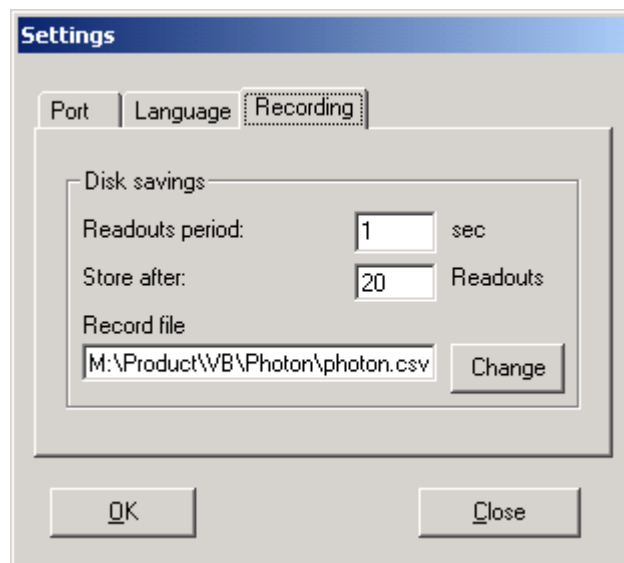 Settings
Port Language Recording
Disk savings
Readouts period: 1 sec
Store after: 20 Readouts
Record file
M:\Product\VB\Photon\photon.csv Change
OK Close